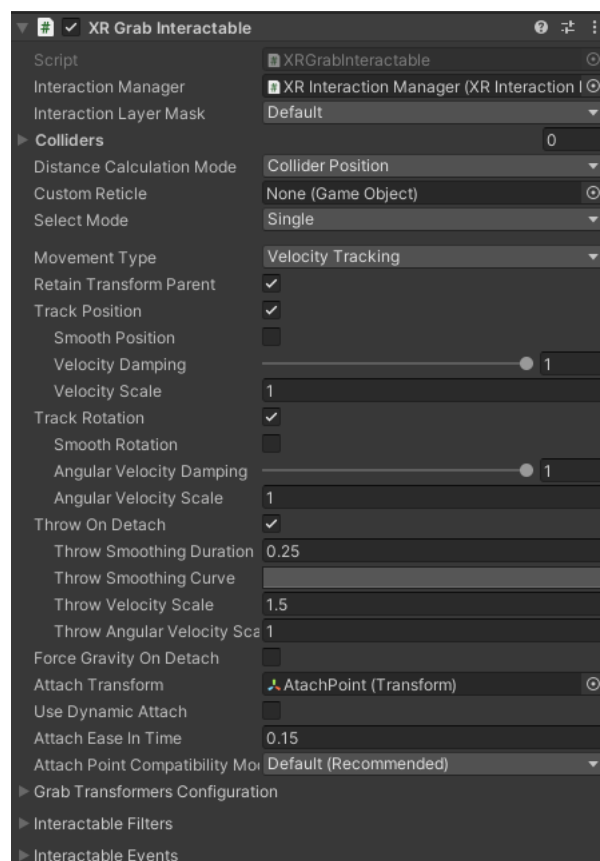 XR Grab Interactable
Script XRGrabInteractable
Interaction Manager XR Interaction Manager (XR Interaction I
Interaction Layer Mask Default
Colliders 0
Distance Calculation Mode Collider Position
Custom Reticle None (Game Object)
Select Mode Single
Movement Type Velocity Tracking
Retain Transform Parent
Track Position
Smooth Position
Velocity Damping 1
Velocity Scale 1
Track Rotation
Smooth Rotation
Angular Velocity Damping 1
Angular Velocity Scale 1
Throw On Detach
Throw Smoothing Duration 0.25
Throw Smoothing Curve
Throw Velocity Scale 1.5
Throw Angular Velocity Sca 1
Force Gravity On Detach
Attach Transform AtachPoint (Transform)
Use Dynamic Attach
Attach Ease In Time 0.15
Attach Point Compatibility Mo Default (Recommended)
Grab Transformers Configuration
Interactable Filters
Interactable Events